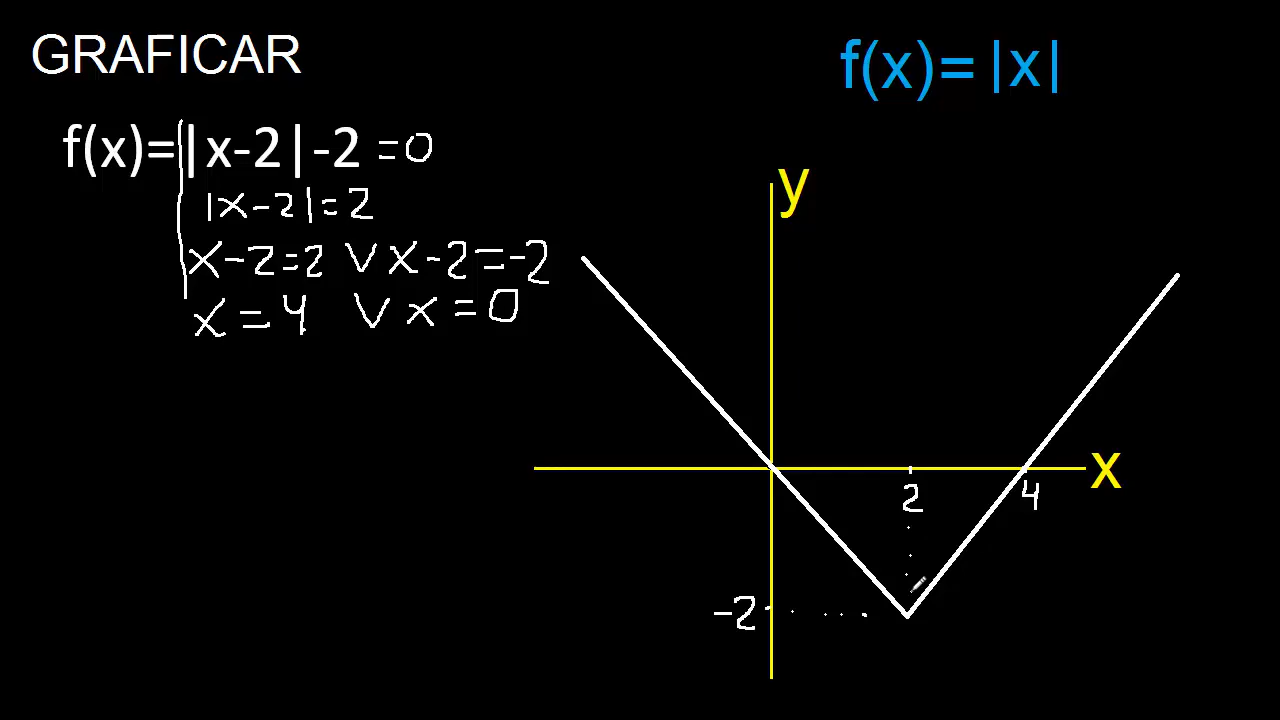 GRAFICAR
f(x)=|x|
f(x)=|x-2|-2 =0
|x-2|=2
x-2=2 ∨ x-2=-2
x=4 ∨ x=0
y
x
2
4
-2